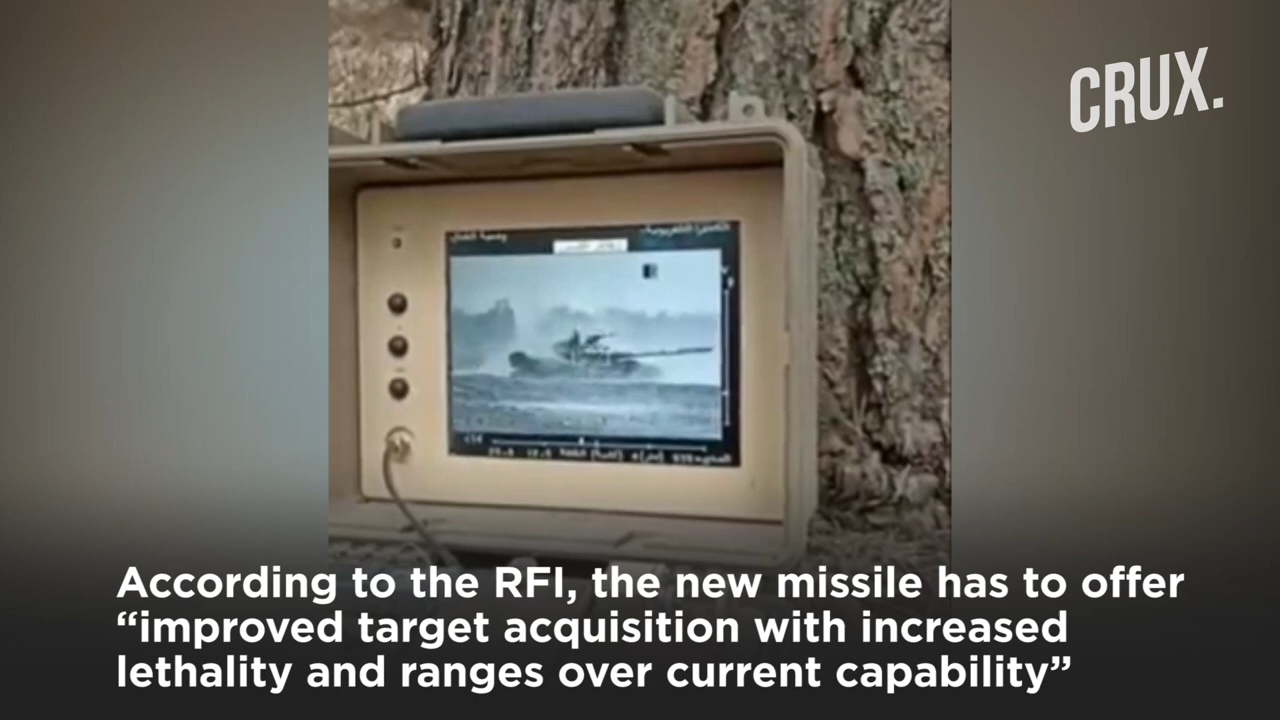 CRUX.
According to the RFI, the new missile has to offer
“improved target acquisition with increased
lethality and ranges over current capability”